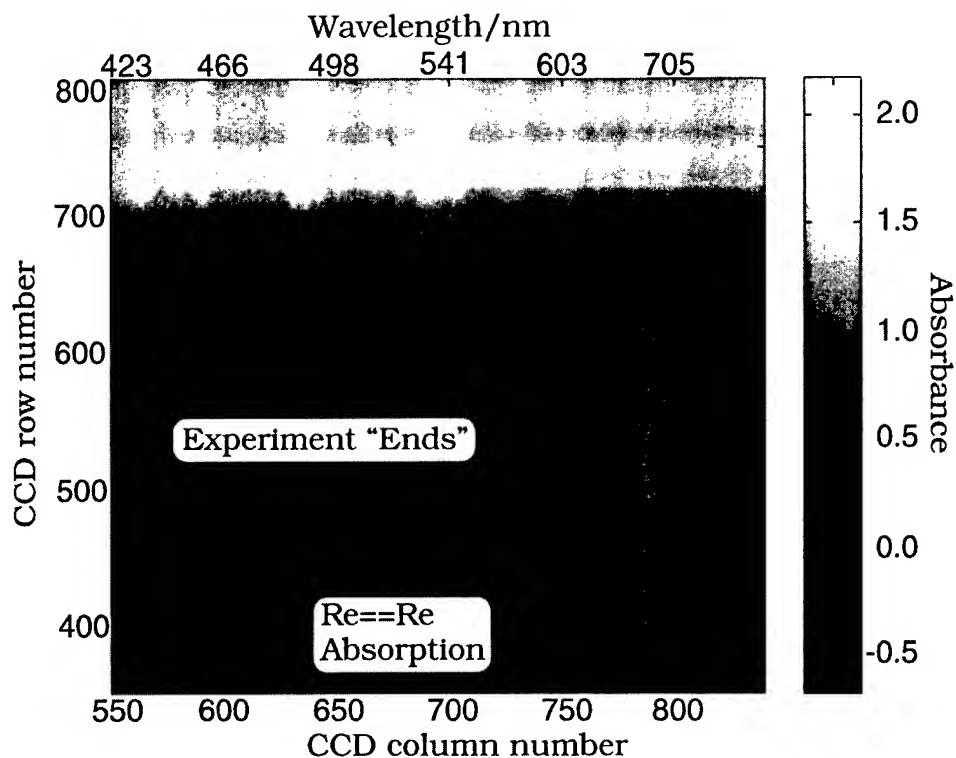 Wavelength/nm
423 466 498 541 603 705
800
700
600
500
400
CCD row number
Experiment “Ends”
Re==Re
Absorption
550 600 650 700 750 800
CCD column number
2.0
1.5
1.0
0.5
0.0
-0.5
Absorbance